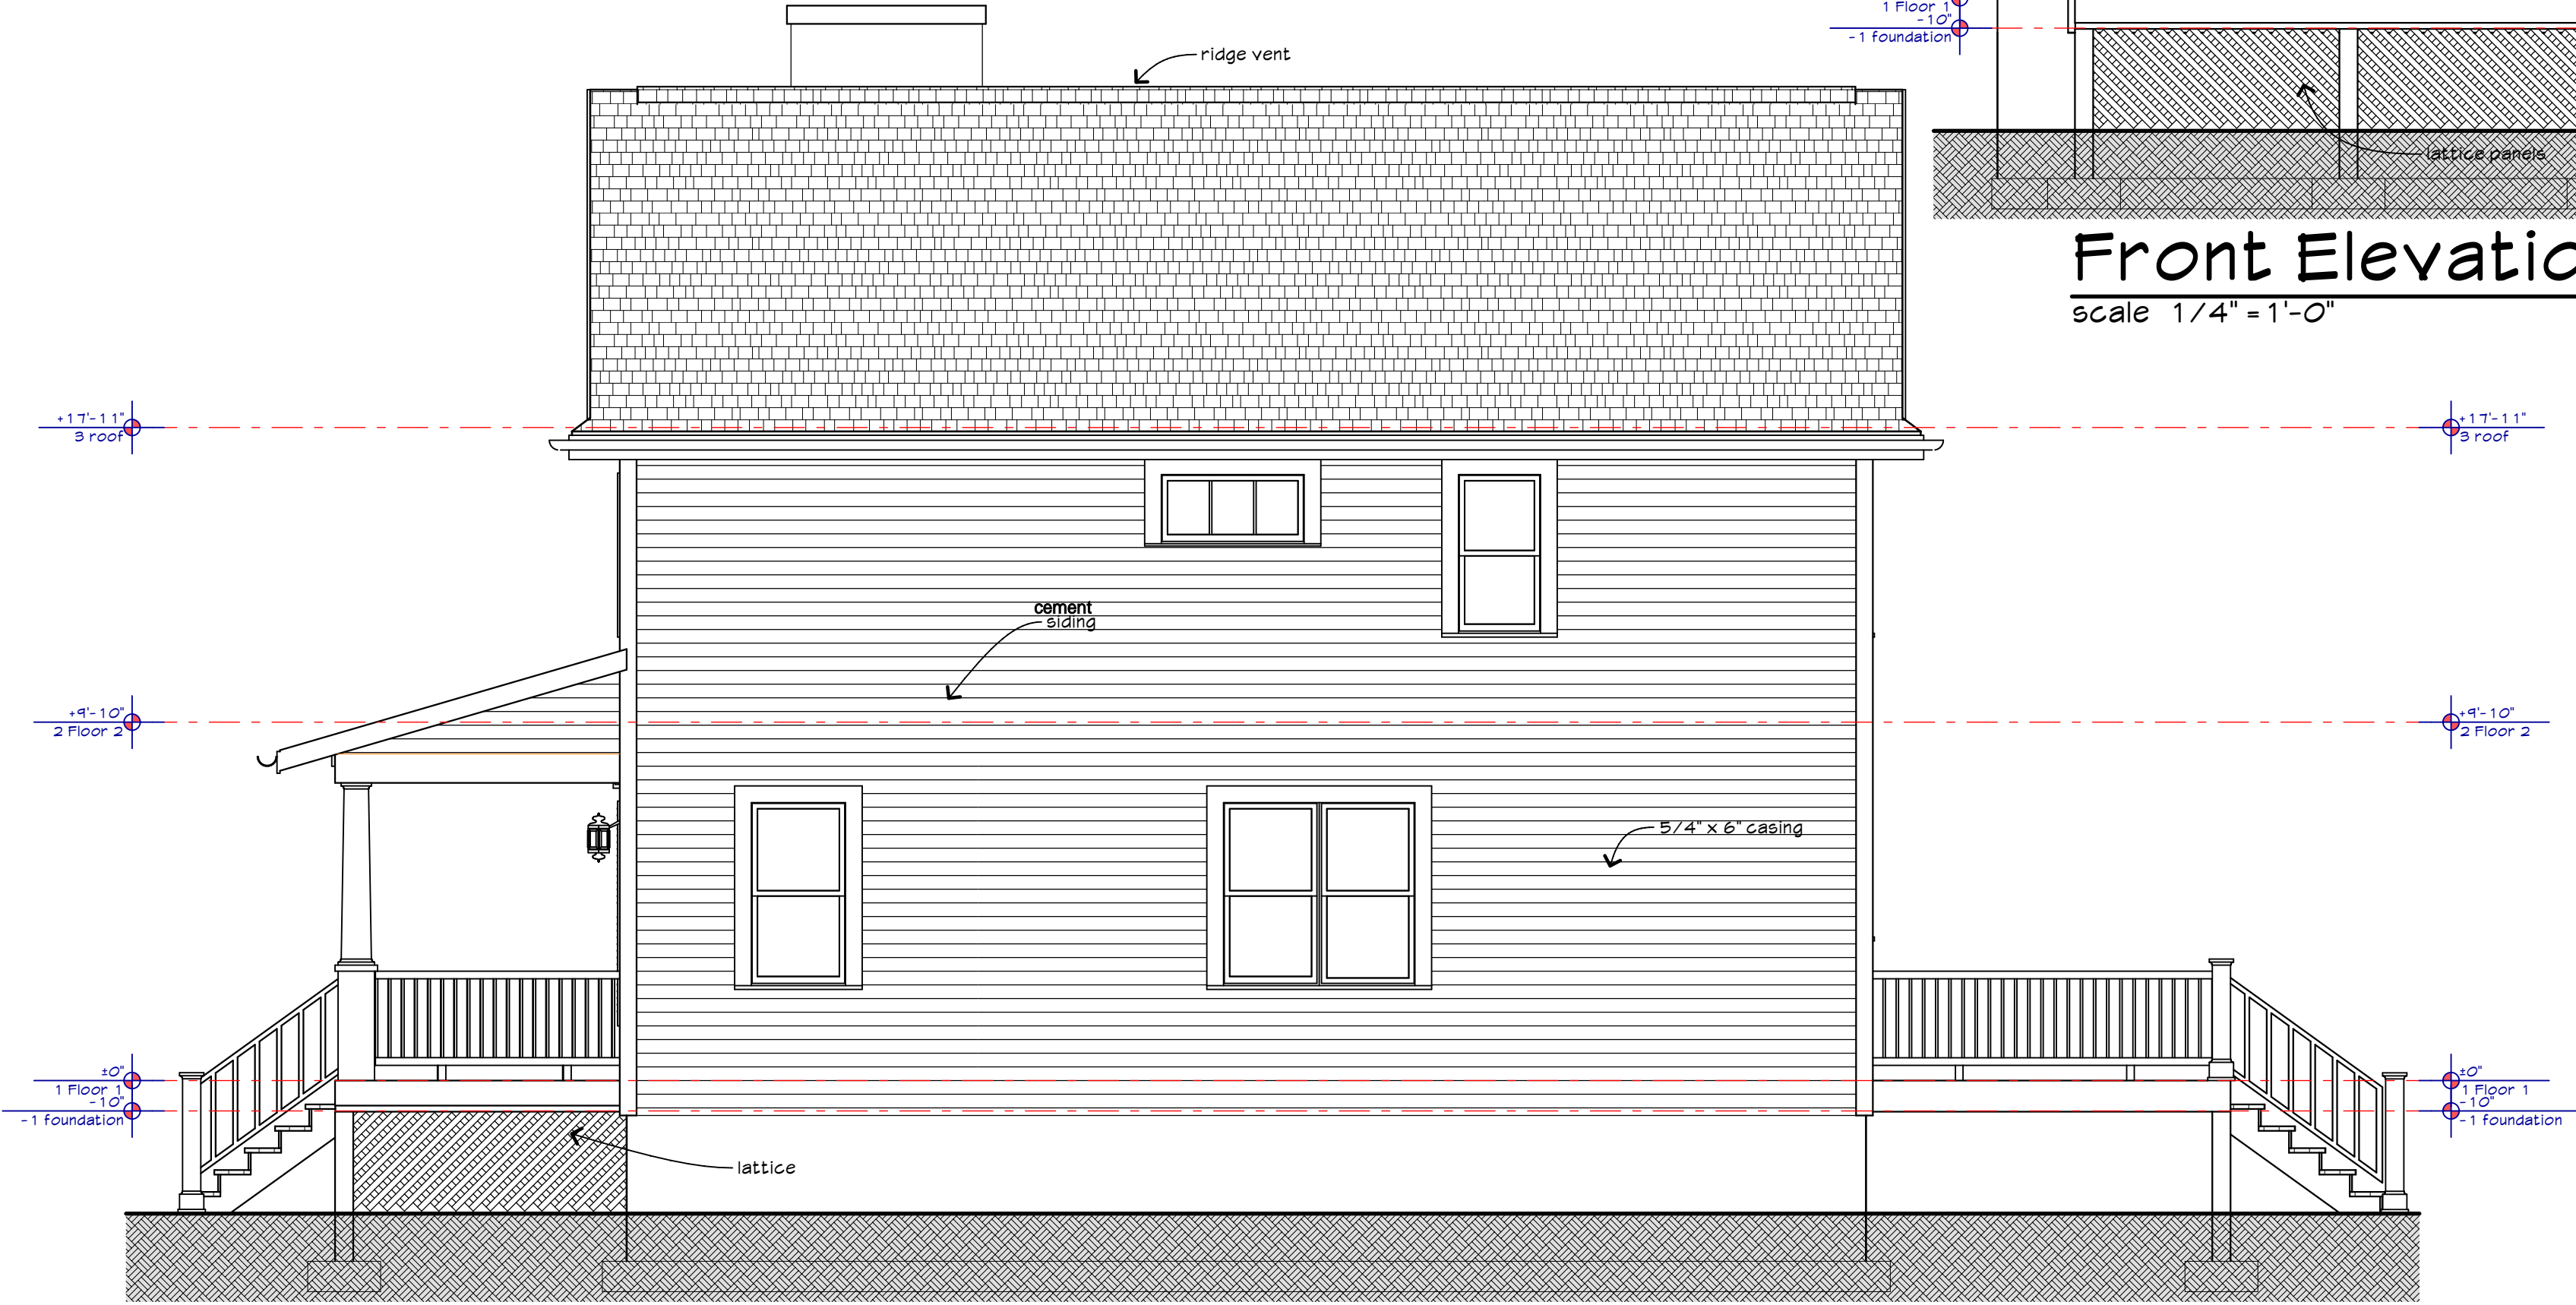 1 Floor 1
-10"
-1 foundation
ridge vent
lattice panels
Front Elevatio
scale 1/4" = 1'-0"
+17'-11"
3 roof
+17'-11"
3 roof
cement
siding
+9'-10"
2 Floor 2
+9'-10"
2 Floor 2
5/4" x 6" casing
±0"
1 Floor 1
-10"
-1 foundation
±0"
1 Floor 1
-10"
-1 foundation
lattice